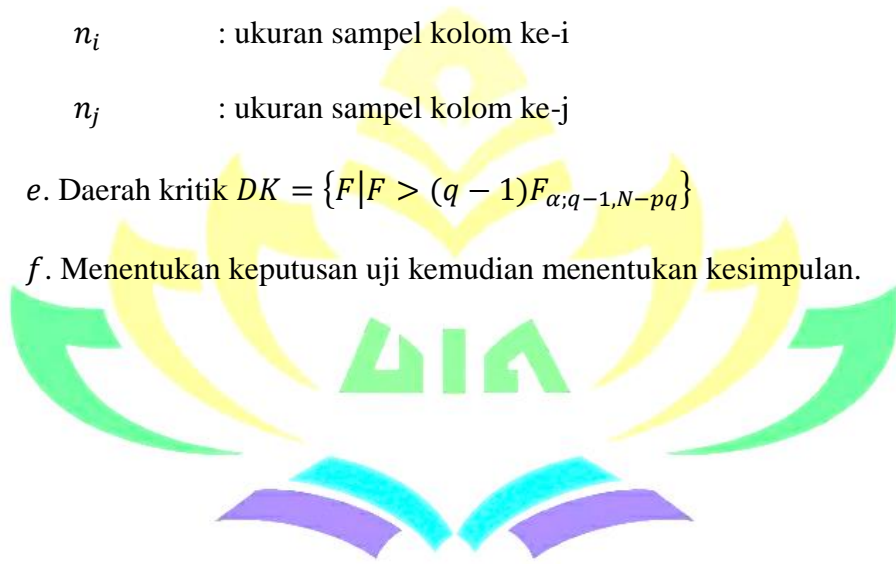 𝑛𝑖 : ukuran sampel kolom ke-i
𝑛𝑗 : ukuran sampel kolom ke-j
𝑒. Daerah kritik 𝐷𝐾 = {𝐹|𝐹 > (𝑞 − 1)𝐹𝛼;𝑞−1,𝑁−𝑝𝑞}
𝑓. Menentukan keputusan uji kemudian menentukan kesimpulan.